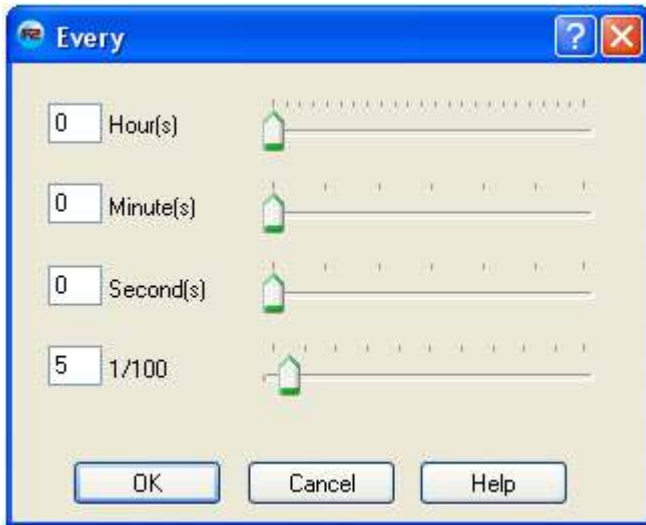 Every
0 Hour(s)
0 Minute(s)
0 Second(s)
5 1/100
OK Cancel Help